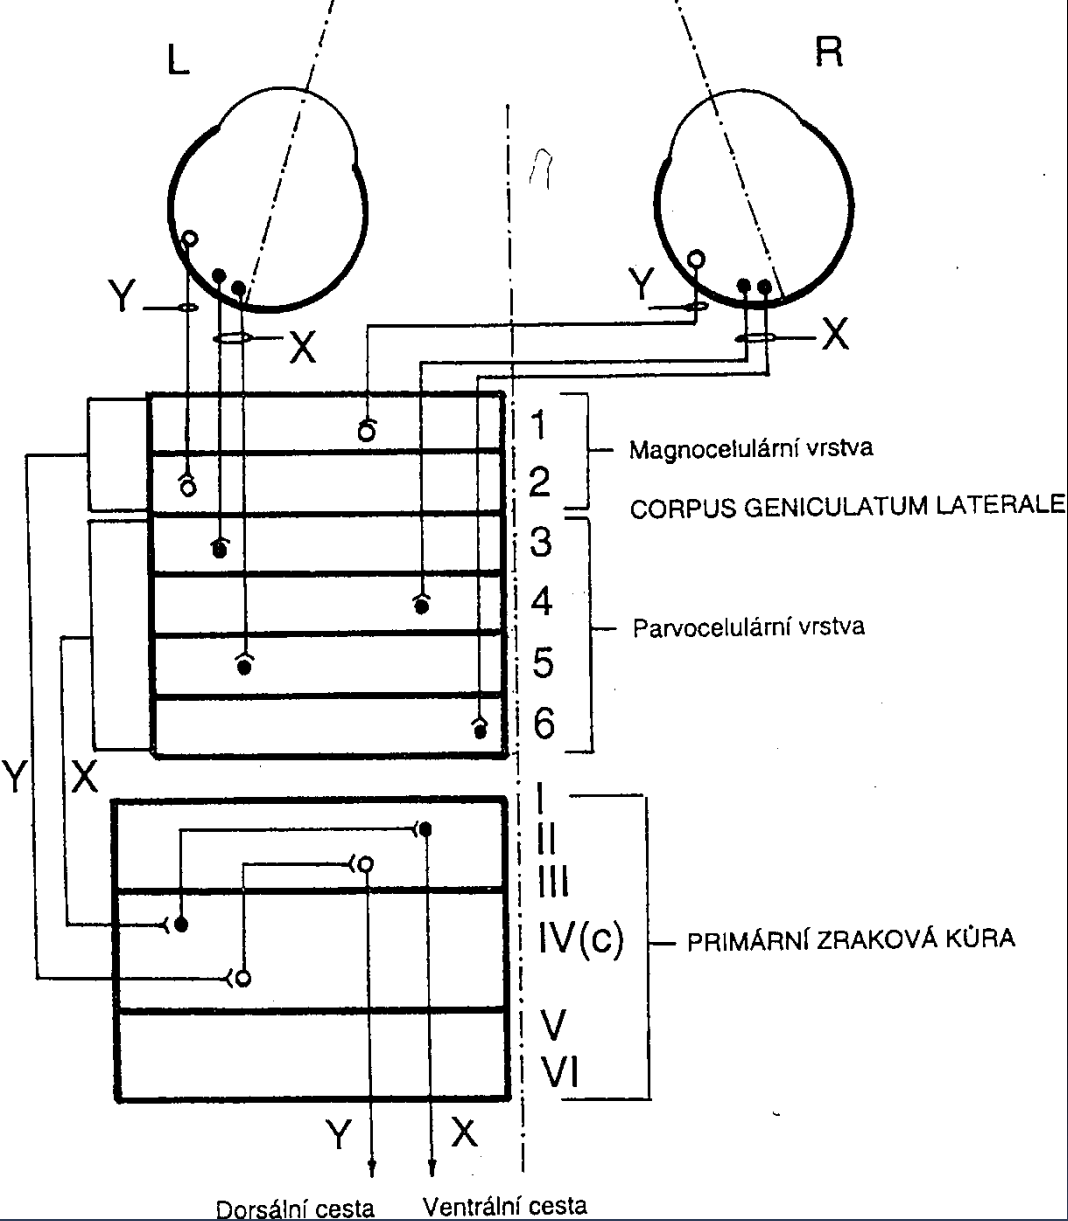 L
R
Y
X
Y
X
1
Magnocelulární vrstva
2
CORPUS GENICULATUM LATERALE
3
4
Parvocelulární vrstva
5
6
Y
X
I
II
III
IV(c)
PRIMÁRNÍ ZRAKOVÁ KŮRA
V
VI
Y
X
Dorsální cesta
Ventrální cesta